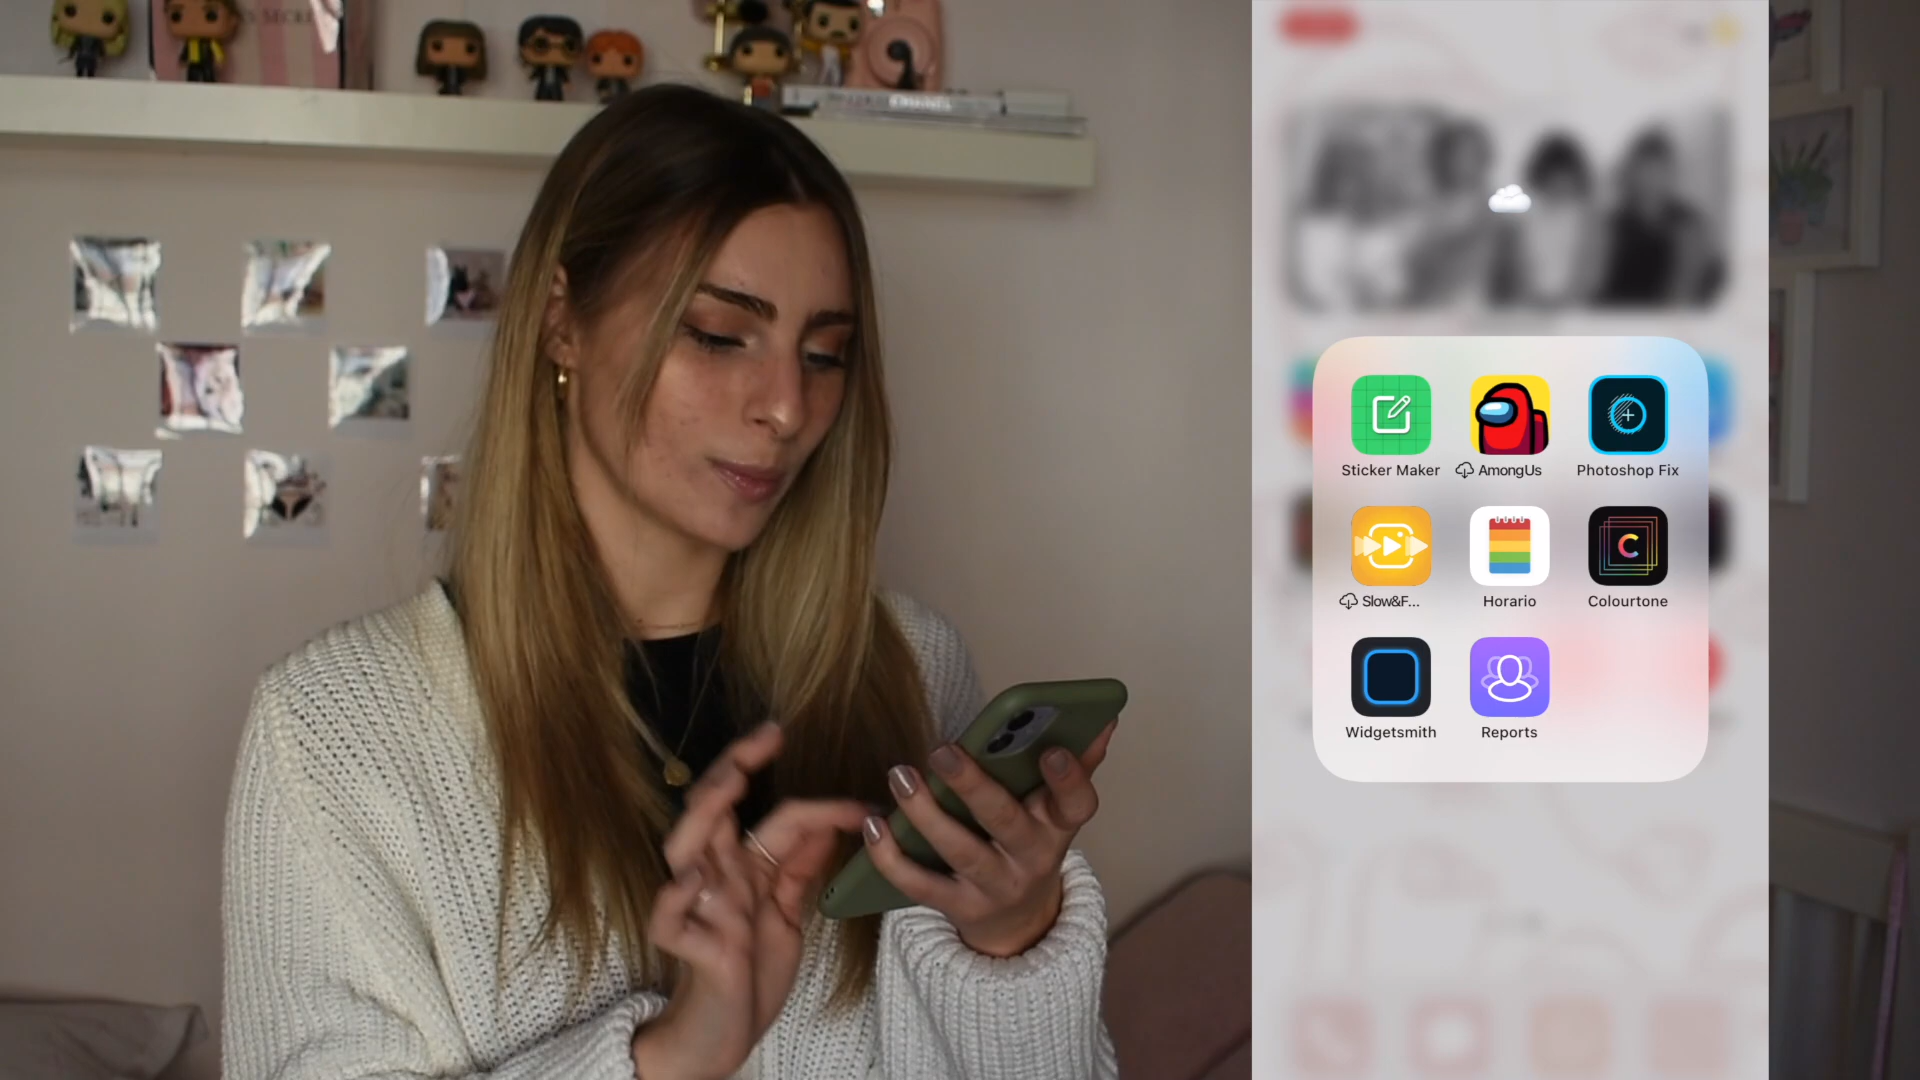 Sticker Maker
AmongUs
Photoshop Fix
Slow&F...
Horario
C
Colourtone
Widgetsmith
Reports